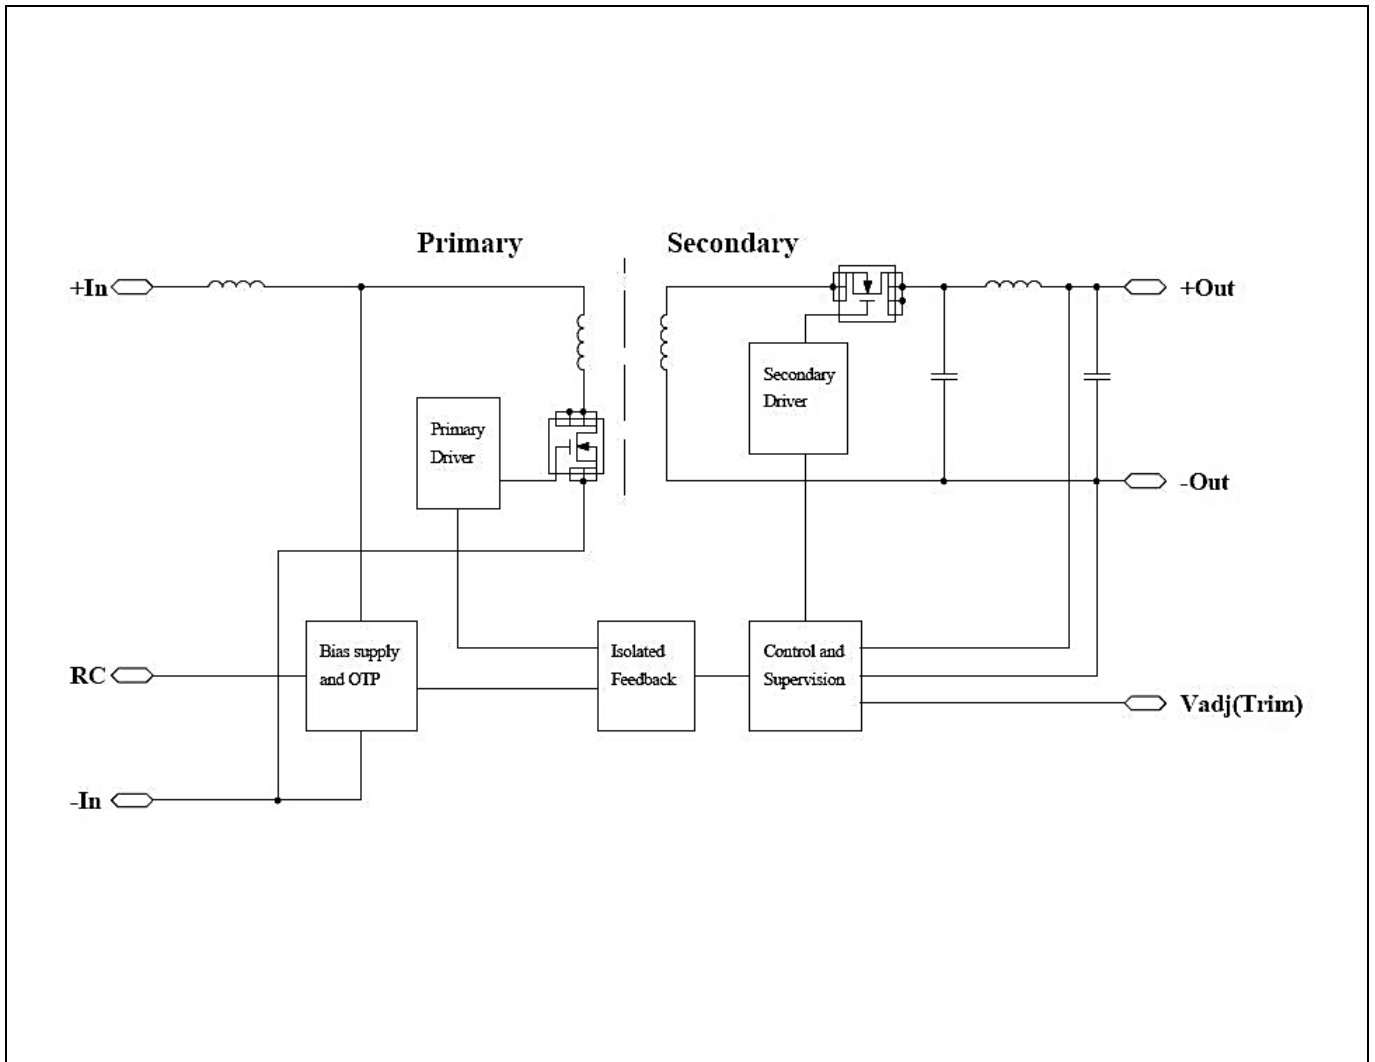 Primary
Secondary
+In
+Out
Secondary
Driver
Primary
Driver
-Out
Bias supply
and OTP
Isolated
Feedback
Control and
Supervision
RC
Vadj(Trim)
-In